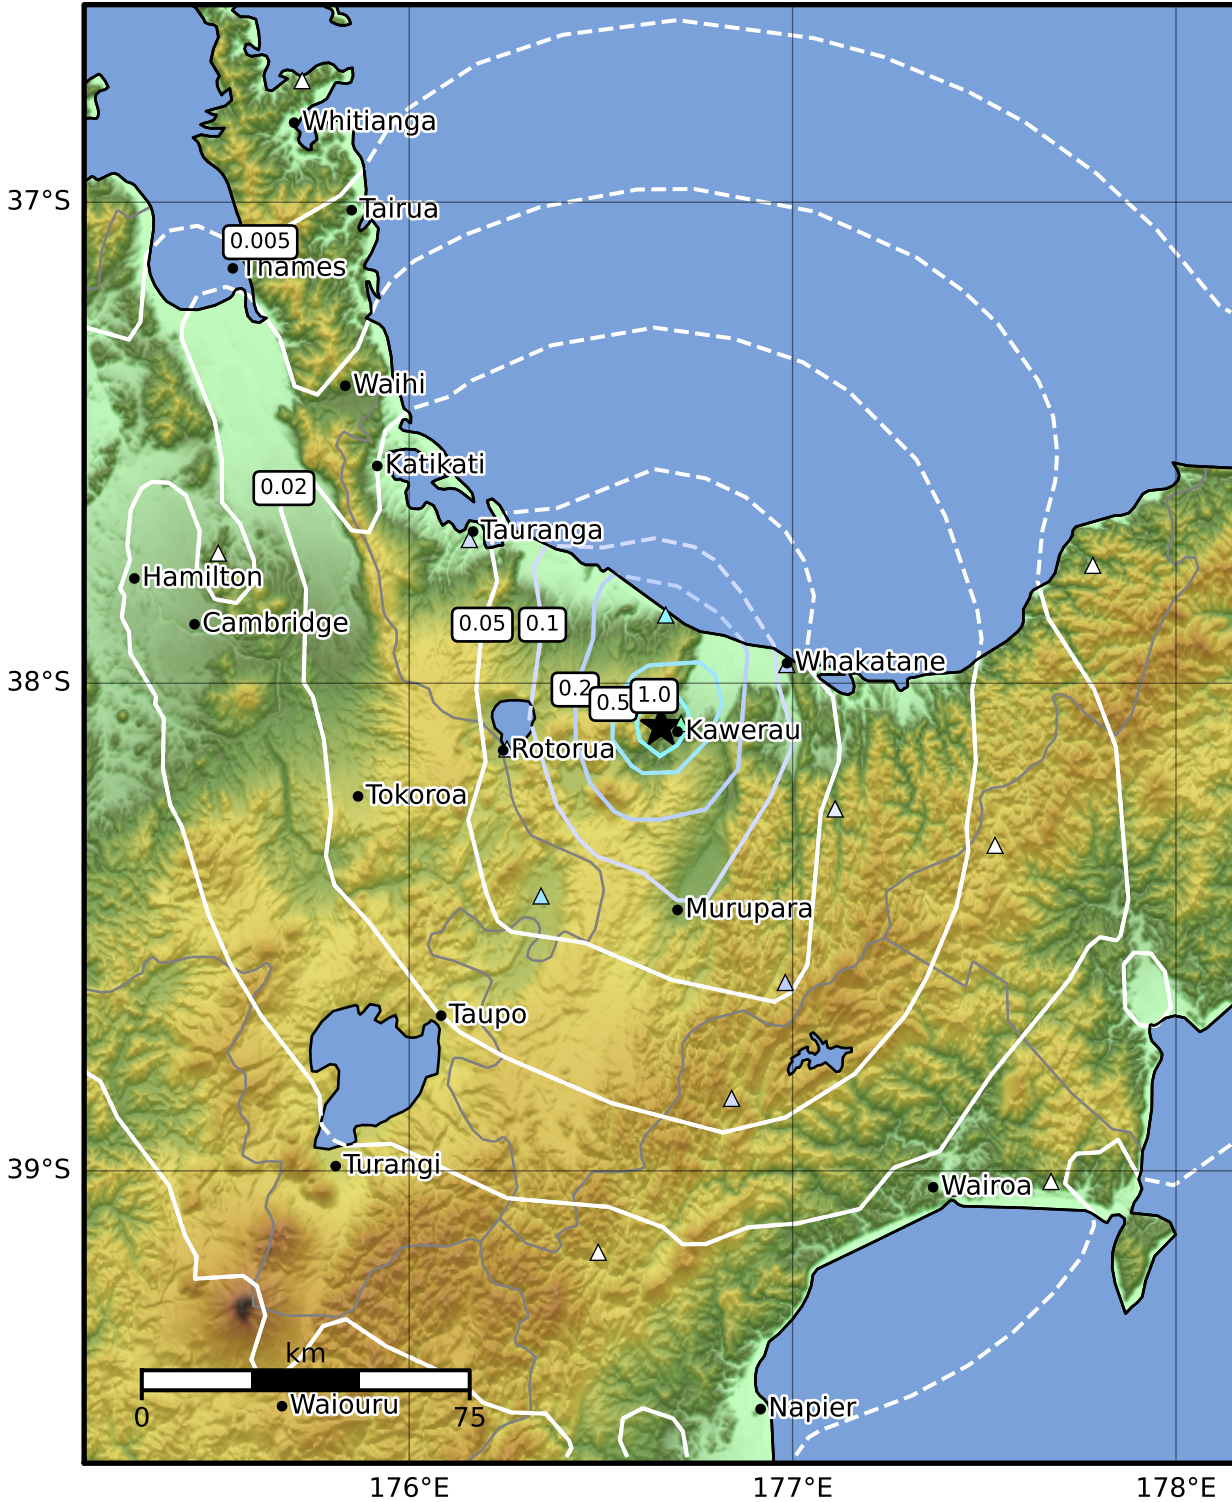 Whitianga
37°S
Tairua
0.005
Thames
Waihi
Katikati
0.02
Tauranga
Hamilton
Cambridge
0.05
0.1
Whakatane
38°S
0.2
0.5
1.0
Kawerau
Rotorua
Tokoroa
Murupara
Taupo
39°S
Turangi
Wairoa
km
0
75
Waiouru
Napier
176°E
177°E
178°E